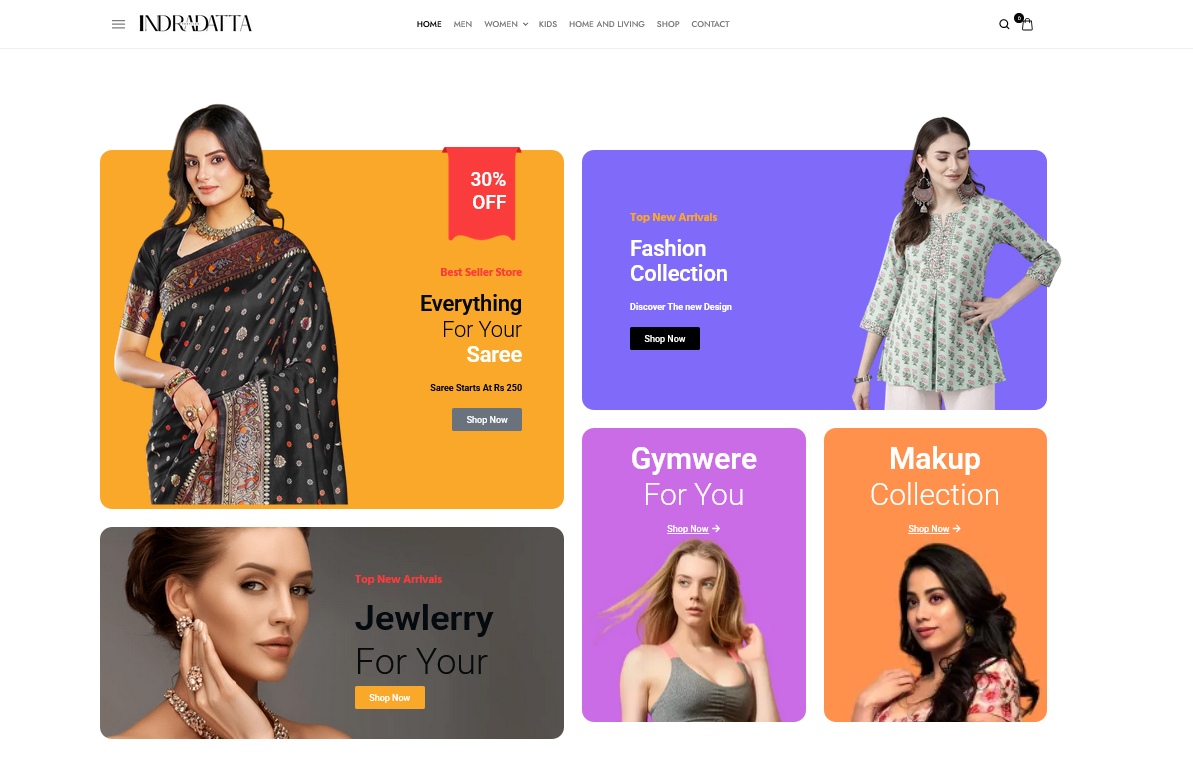 INDRADATTA
HOME MEN WOMEN KIDS HOME AND LIVING SHOP CONTACT
0
30%
OFF
Best Seller Store
Everything
For Your
Saree
Saree Starts At Rs 250
Shop Now
Top New Arrivals
Fashion
Collection
Discover The new Design
Shop Now
Top New Arrivals
Jewlerry
For Your
Shop Now
Gymwere
For You
Shop Now
Makup
Collection
Shop Now